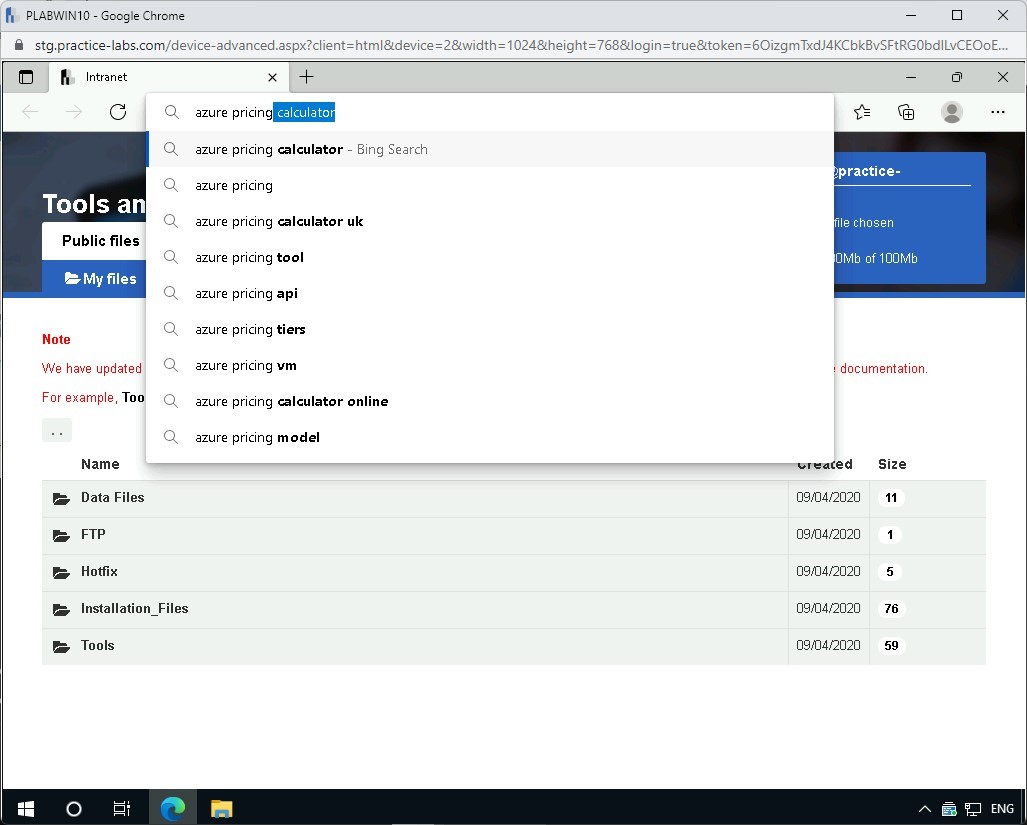 PLABWIN10 - Google Chrome
stg.practice-labs.com/device-advanced.aspx?client=html&device=2&width=1024&height=768&login=true&token=6OizgmTxdJ4KCbkBvSFtRG0bdILvCEOoE...
Intranet
azure pricing calculator
azure pricing calculator - Bing Search
azure pricing
azure pricing calculator uk
azure pricing tool
azure pricing api
azure pricing tiers
azure pricing vm
azure pricing calculator online
azure pricing model
Tools an
@practice-
Public files
file chosen
My files
0Mb of 100Mb
Note
We have updated
documentation.
For example, Too
..
Name Created Size
Data Files 09/04/2020 11
FTP 09/04/2020 1
Hotfix 09/04/2020 5
Installation_Files 09/04/2020 76
Tools 09/04/2020 59
ENG